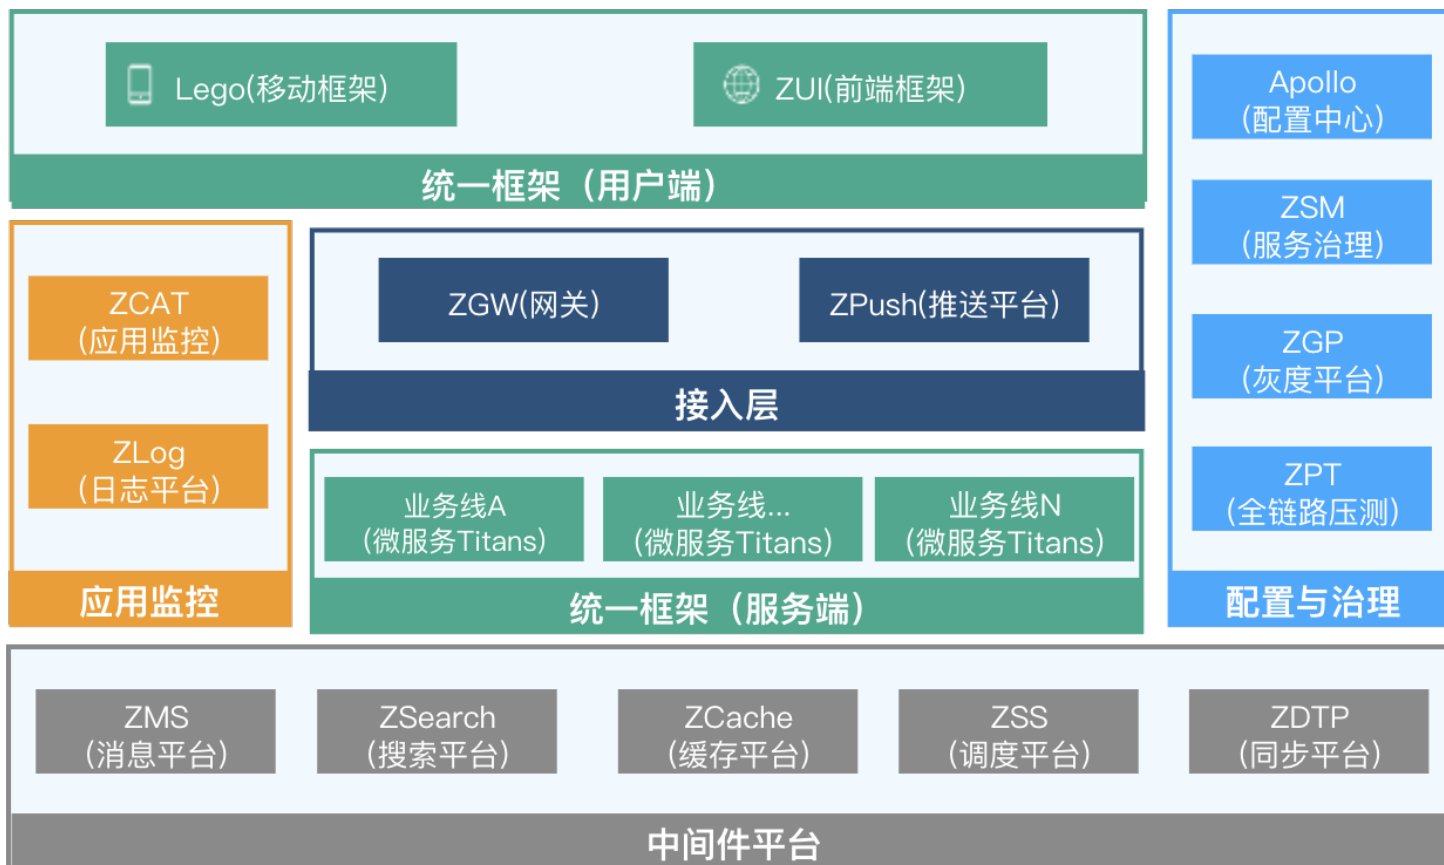 Lego(移动框架)
ZUI(前端框架)
统一框架（用户端）
Apollo
(配置中心)
ZSM
(服务治理)
ZGP
(灰度平台)
ZPT
(全链路压测)
配置与治理
ZCAT
(应用监控)
ZLog
(日志平台)
应用监控
ZGW(网关)
ZPush(推送平台)
接入层
业务线A
(微服务Titans)
业务线...
(微服务Titans)
业务线N
(微服务Titans)
统一框架（服务端）
ZMS
(消息平台)
ZSearch
(搜索平台)
ZCache
(缓存平台)
ZSS
(调度平台)
ZDTP
(同步平台)
中间件平台